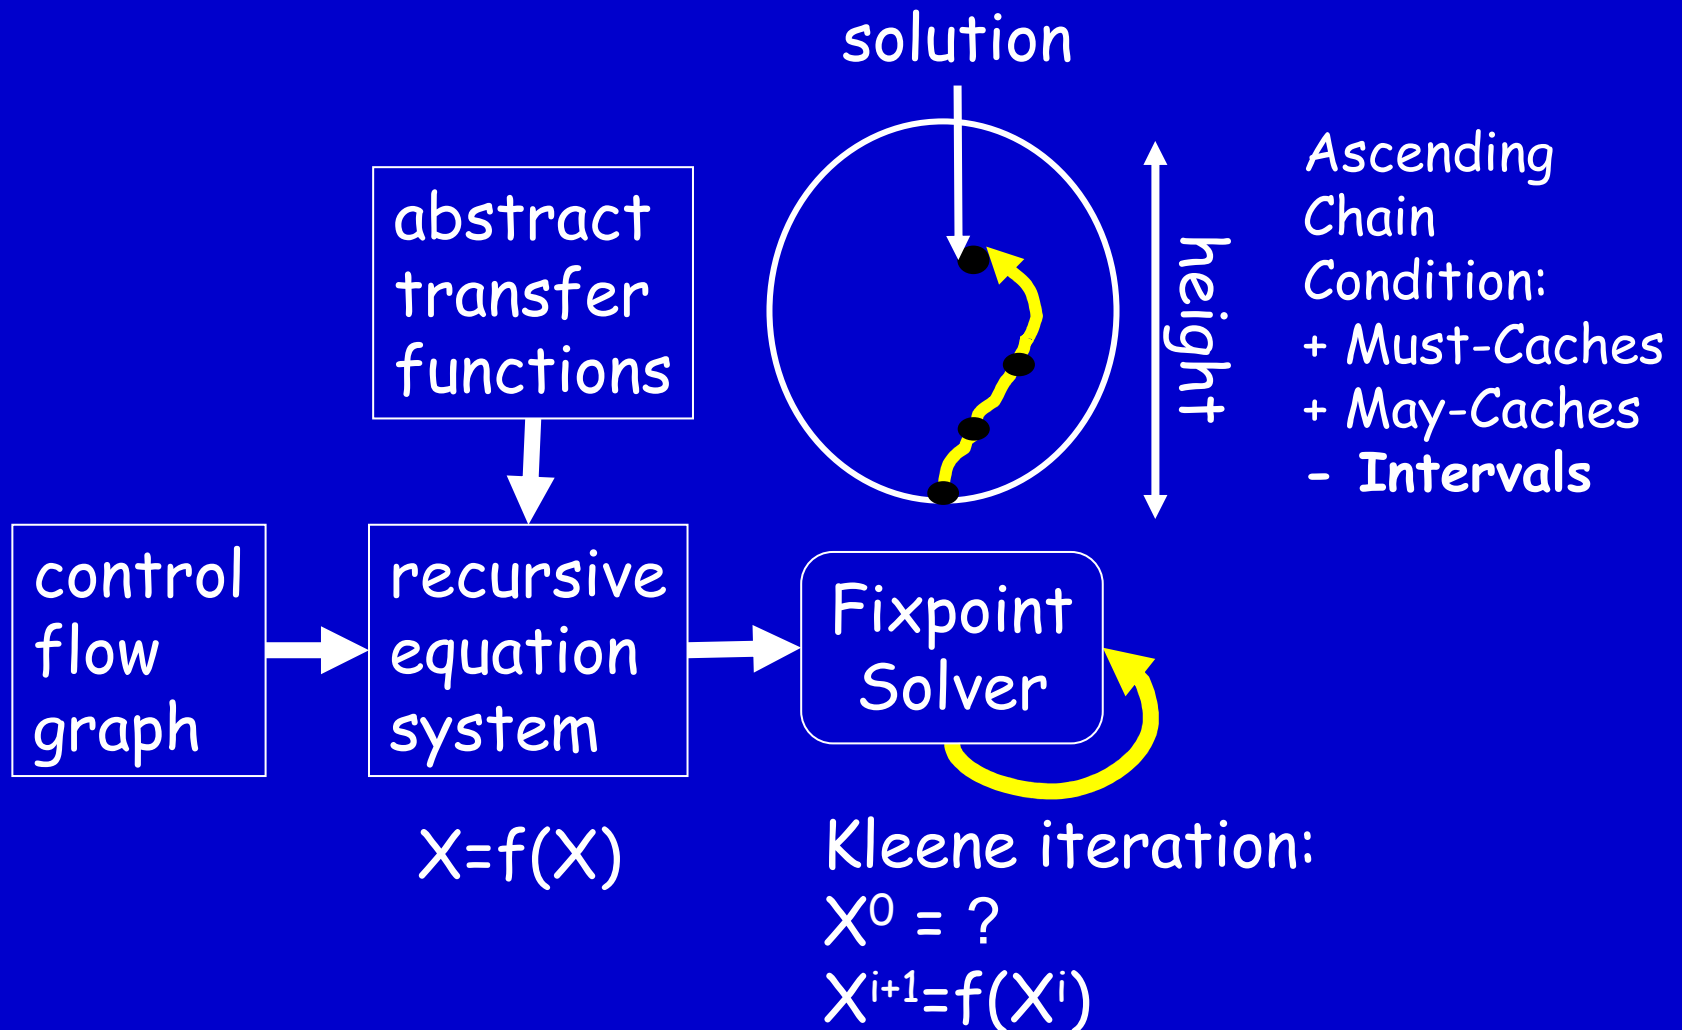 solution
abstract
transfer
functions
height
Ascending
Chain
Condition:
+ Must-Caches
+ May-Caches
- Intervals
control
flow
graph
recursive
equation
system
Fixpoint
Solver
X=f(X)
Kleene iteration:
X⁰ = ?
Xⁱ⁺¹=f(Xⁱ)